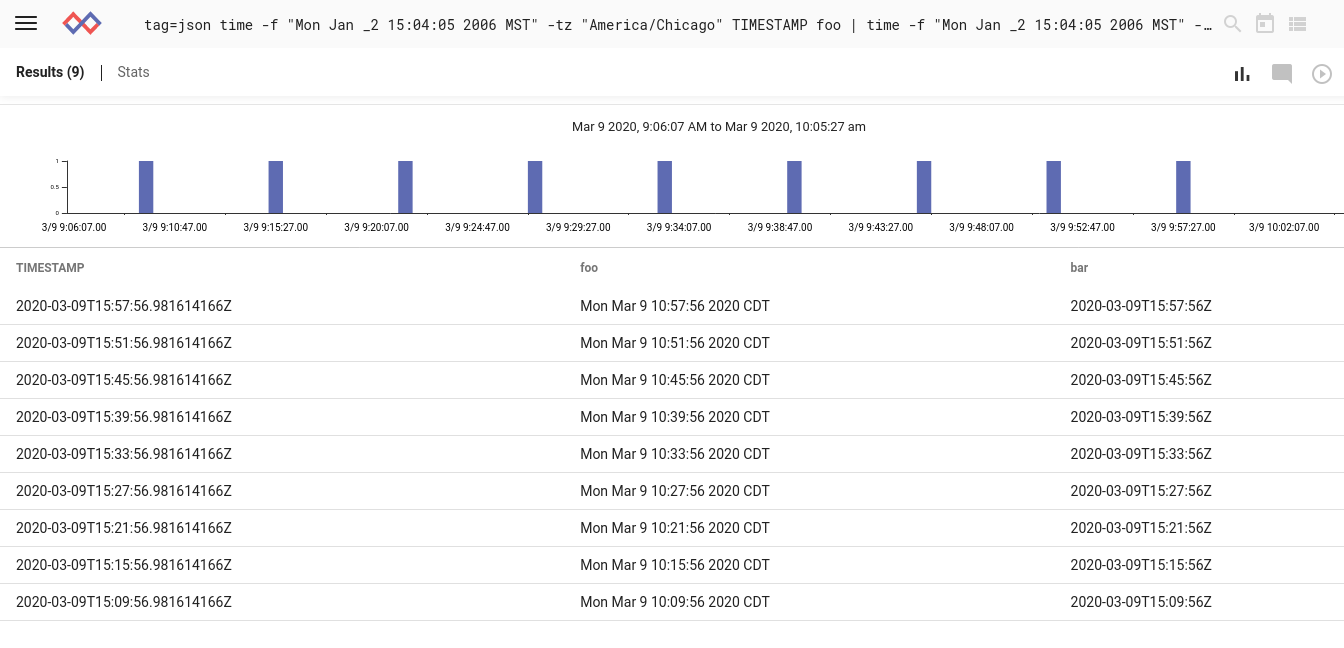 tag=json time -f "Mon Jan _2 15:04:05 2006 MST" -tz "America/Chicago" TIMESTAMP foo | time -f "Mon Jan _2 15:04:05 2006 MST" -…
Results (9) | Stats
Mar 9 2020, 9:06:07 AM to Mar 9 2020, 10:05:27 am
1
0.5
0
3/9 9:06:07.00 3/9 9:10:47.00 3/9 9:15:27.00 3/9 9:20:07.00 3/9 9:24:47.00 3/9 9:29:27.00 3/9 9:34:07.00 3/9 9:38:47.00 3/9 9:43:27.00 3/9 9:48:07.00 3/9 9:52:47.00 3/9 9:57:27.00 3/9 10:02:07.00
TIMESTAMP foo bar
2020-03-09T15:57:56.981614166Z Mon Mar 9 10:57:56 2020 CDT 2020-03-09T15:57:56Z
2020-03-09T15:51:56.981614166Z Mon Mar 9 10:51:56 2020 CDT 2020-03-09T15:51:56Z
2020-03-09T15:45:56.981614166Z Mon Mar 9 10:45:56 2020 CDT 2020-03-09T15:45:56Z
2020-03-09T15:39:56.981614166Z Mon Mar 9 10:39:56 2020 CDT 2020-03-09T15:39:56Z
2020-03-09T15:33:56.981614166Z Mon Mar 9 10:33:56 2020 CDT 2020-03-09T15:33:56Z
2020-03-09T15:27:56.981614166Z Mon Mar 9 10:27:56 2020 CDT 2020-03-09T15:27:56Z
2020-03-09T15:21:56.981614166Z Mon Mar 9 10:21:56 2020 CDT 2020-03-09T15:21:56Z
2020-03-09T15:15:56.981614166Z Mon Mar 9 10:15:56 2020 CDT 2020-03-09T15:15:56Z
2020-03-09T15:09:56.981614166Z Mon Mar 9 10:09:56 2020 CDT 2020-03-09T15:09:56Z